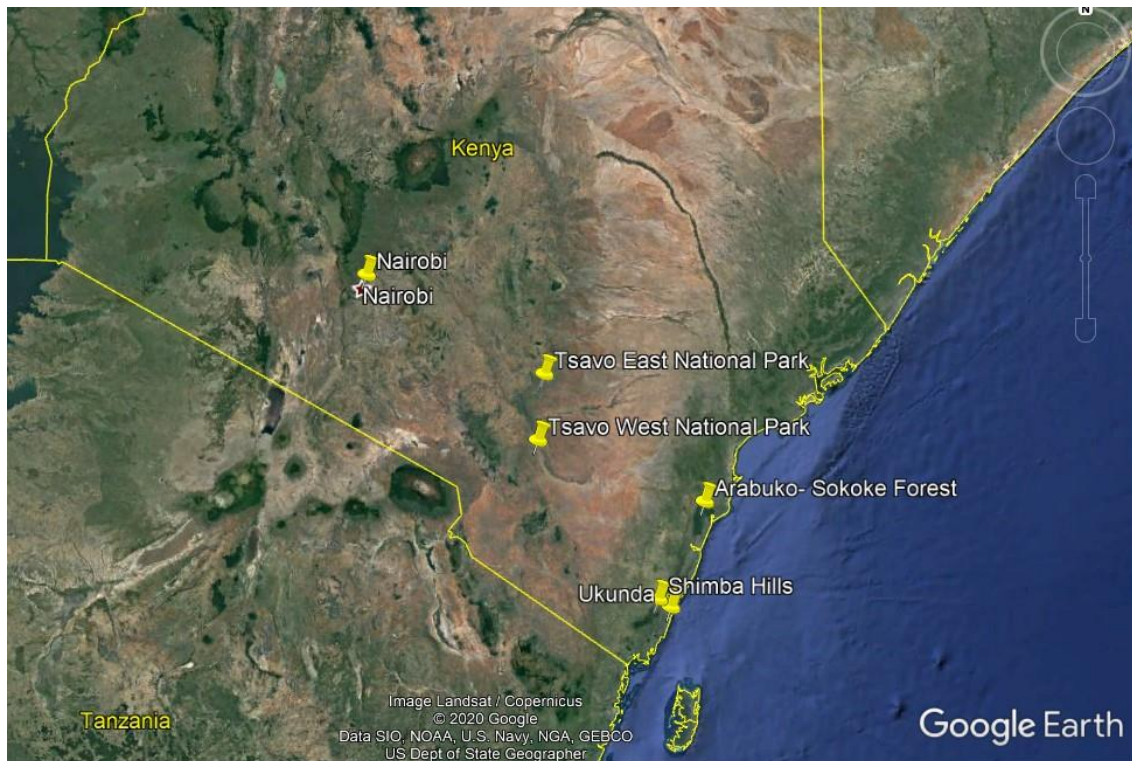 N
Kenya
Nairobi
Nairobi
Tsavo East National Park
Tsavo West National Park
Arabuko- Sokoke Forest
Ukunda
Shimba Hills
Tanzania
Image Landsat / Copernicus
© 2020 Google
Data SIO, NOAA, U.S. Navy, NGA, GEBCO
US Dept of State Geographer
Google Earth